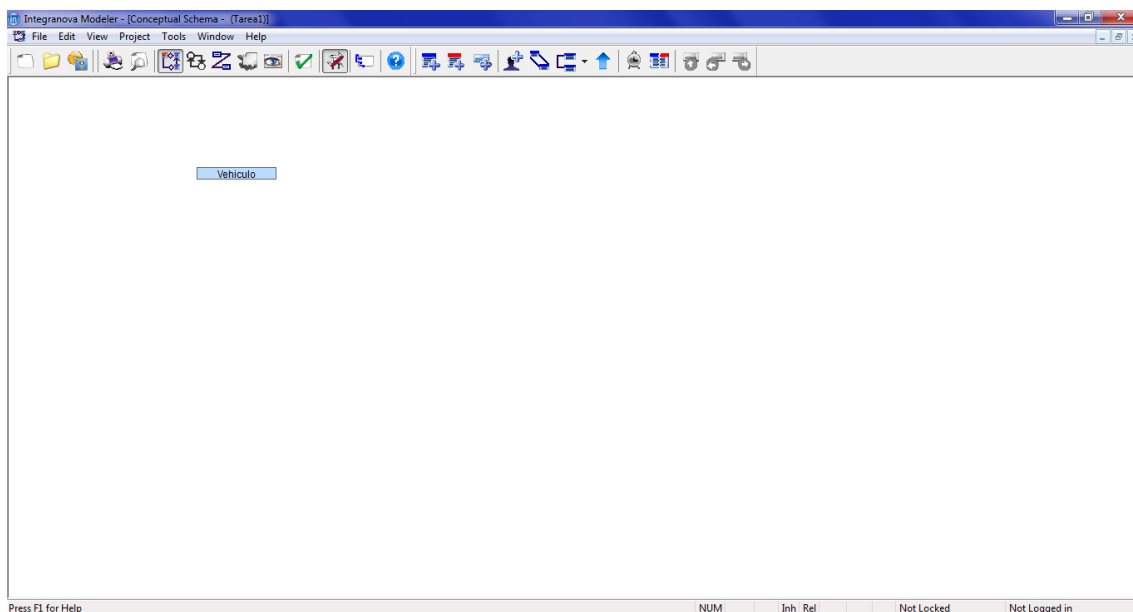 Integranova Modeler - [Conceptual Schema - (Tarea1)]
File Edit View Project Tools Window Help
Vehiculo
Press F1 for Help NUM Inh Rel Not Locked Not Logged in